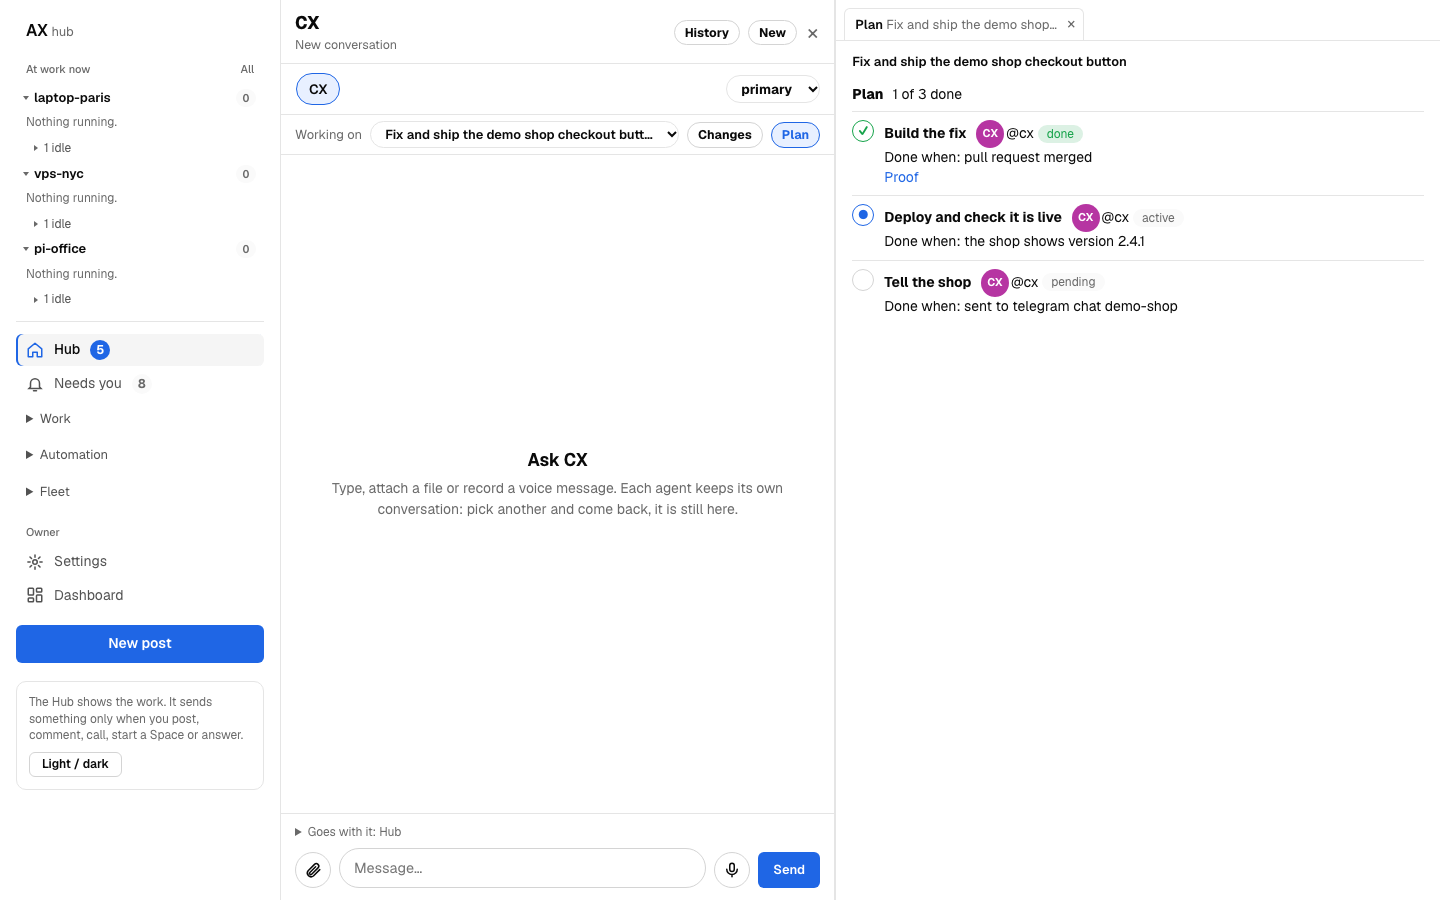 AX hub
At work now All
laptop-paris 0
Nothing running.
1 idle
vps-nyc 0
Nothing running.
1 idle
pi-office 0
Nothing running.
1 idle
Hub 5
Needs you 8
Work
Automation
Fleet
Owner
Settings
Dashboard
New post
The Hub shows the work. It sends
something only when you post,
comment, call, start a Space or answer.
Light / dark
CX
New conversation
History New ×
CX primary
Working on Fix and ship the demo shop checkout butt... Changes Plan
Ask CX
Type, attach a file or record a voice message. Each agent keeps its own
conversation: pick another and come back, it is still here.
Goes with it: Hub
Message...
Send
Plan Fix and ship the demo shop... ×
Fix and ship the demo shop checkout button
Plan 1 of 3 done
Build the fix CX @cx done
Done when: pull request merged
Proof
Deploy and check it is live CX @cx active
Done when: the shop shows version 2.4.1
Tell the shop CX @cx pending
Done when: sent to telegram chat demo-shop